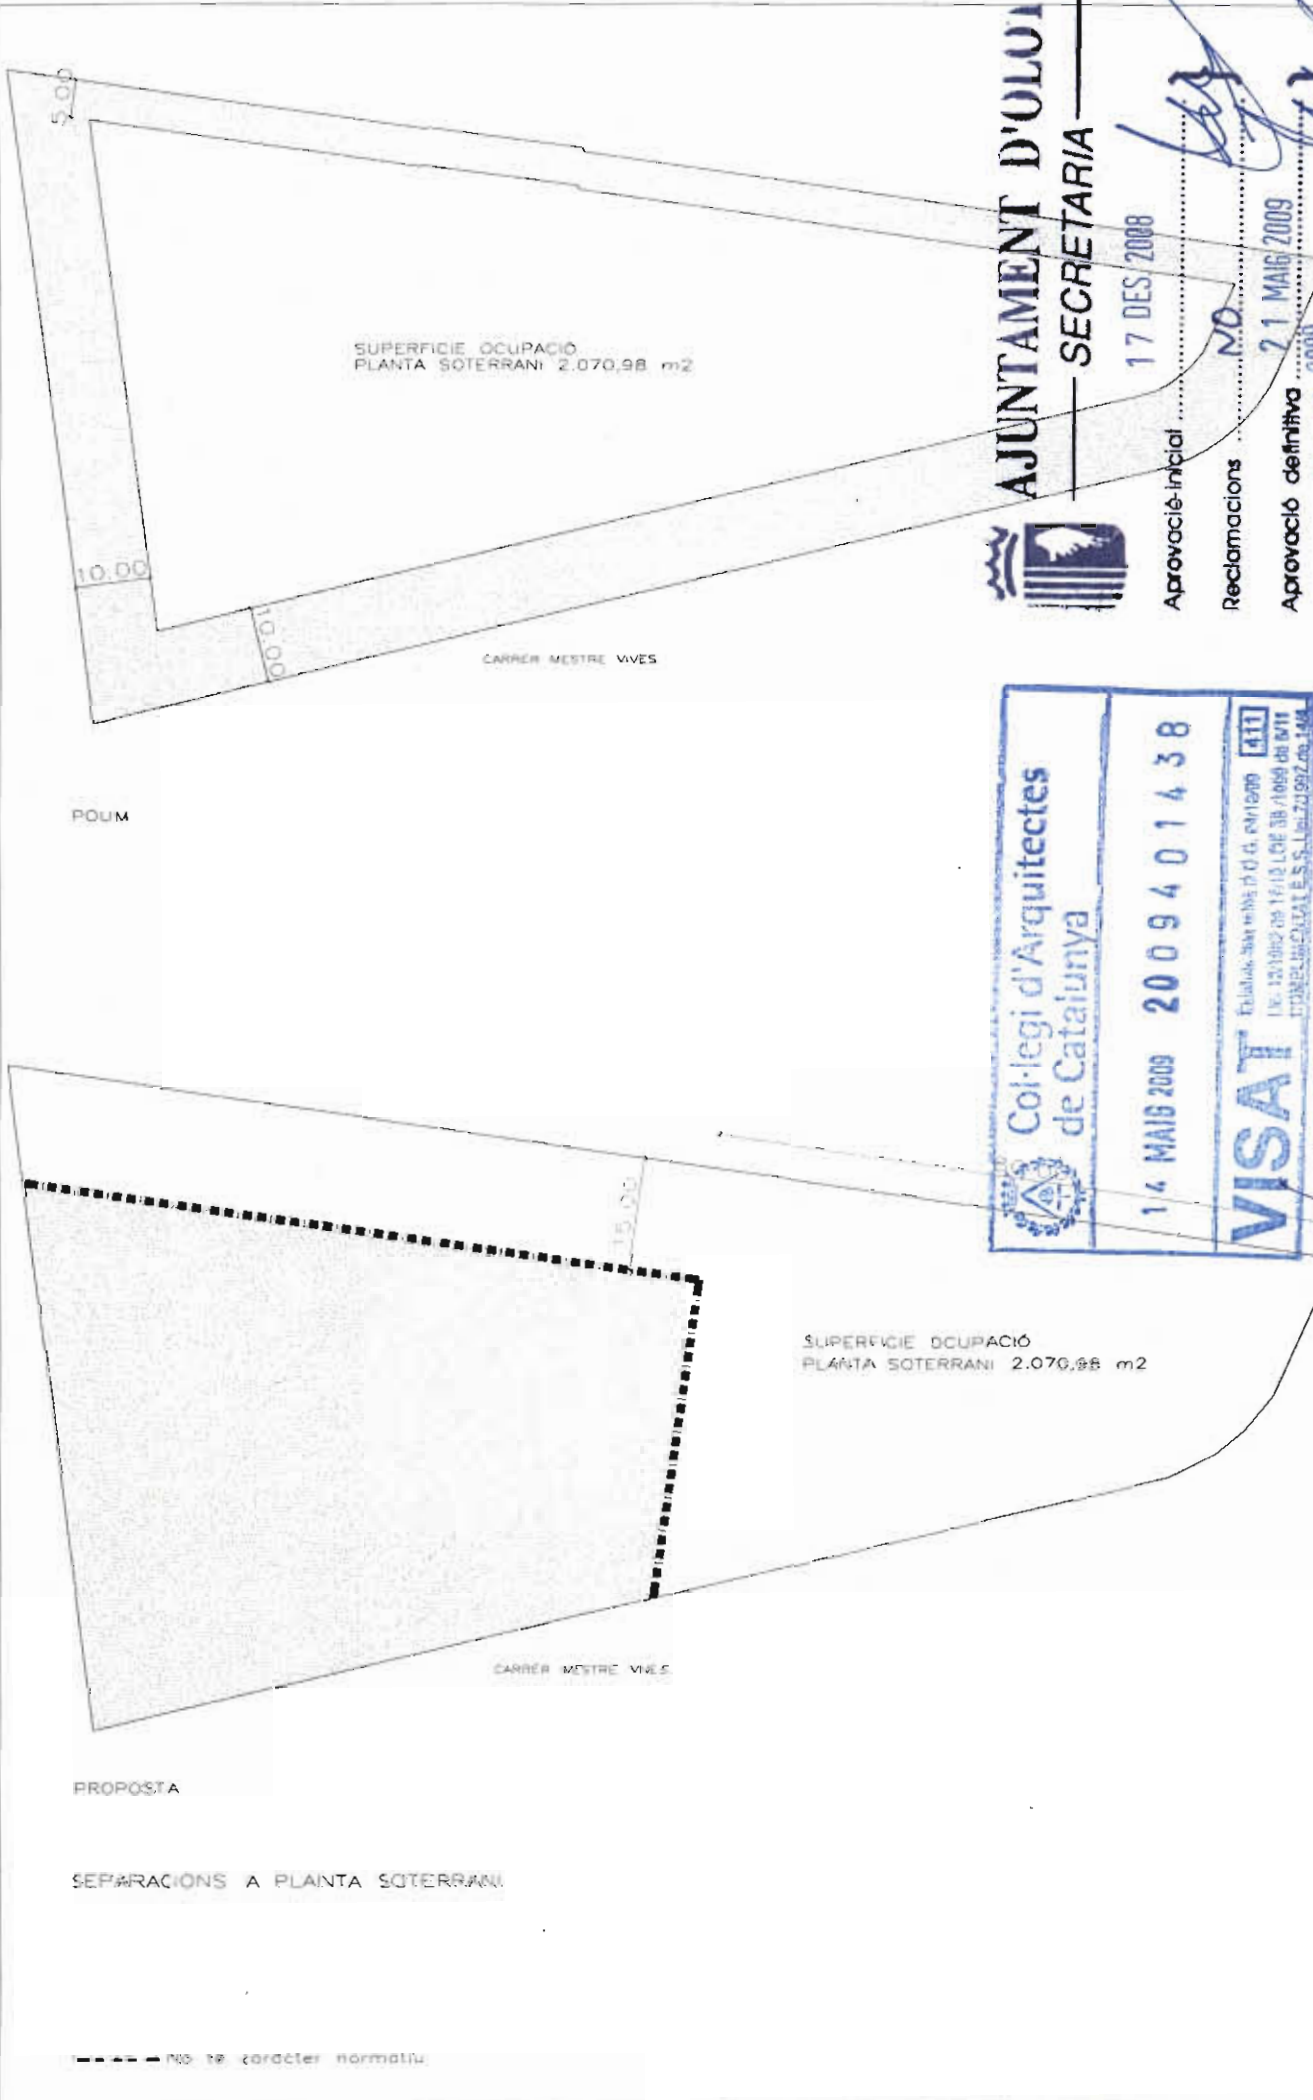 5.00
SUPERFICIE OCUPACIÓ
PLANTA SOTERRANI 2.070,98 m2
10.00
10.00
CARRER MESTRE VIVES
POUM
AJUNTAMENT D'OLOT
SECRETARIA
17 DES. 2008
Aprovació inicial
Reclamacions NO
21 MAIG 2009
Aprovació definitiva
Col·legi d'Arquitectes
de Catalunya
14 MAIG 2009 2009401438
VISAT
411
15.00
SUPERFICIE OCUPACIÓ
PLANTA SOTERRANI 2.070,98 m2
CARRER MESTRE VIVES
PROPOSTA
SEPARACIONS A PLANTA SOTERRANI
No te caràcter normatiu